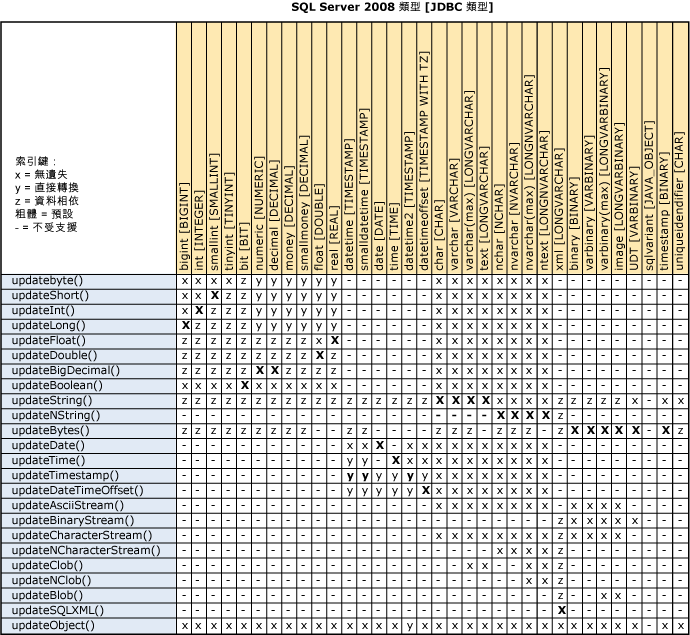 SQL Server 2008 類型 [JDBC 類型]
索引鍵：
x = 無遺失
y = 直接轉換
z = 資料相依
粗體 = 預設
- = 不受支援
bigint [BIGINT]
int [INTEGER]
smallint [SMALLINT]
tinyint [TINYINT]
bit [BIT]
numeric [NUMERIC]
decimal [DECIMAL]
money [DECIMAL]
smallmoney [DECIMAL]
float [DOUBLE]
real [REAL]
datetime [TIMESTAMP]
smalldatetime [TIMESTAMP]
date [DATE]
time [TIME]
datetime2 [TIMESTAMP]
datetimeoffset [TIMESTAMP WITH TZ]
char [CHAR]
varchar [VARCHAR]
varchar(max) [LONGVARCHAR]
text [LONGVARCHAR]
nchar [NCHAR]
nvarchar [NVARCHAR]
nvarchar(max) [LONGNVARCHAR]
ntext [LONGNVARCHAR]
xml [LONGVARCHAR]
binary [BINARY]
varbinary [VARBINARY]
varbinary(max) [LONGVARBINARY]
image [LONGVARBINARY]
UDT [VARBINARY]
sqlvariant [JAVA_OBJECT]
timestamp [BINARY]
uniqueidendifier [CHAR]
updatebyte() x x x x z y y y y y y - - - - - - x x x x x x x x - - - - - - - - -
updateShort() x x X x z y y y y y y - - - - - - x x x x x x x x - - - - - - - - -
updateInt() x X x x z y y y y y y - - - - - - x x x x x x x x - - - - - - - - -
updateLong() X z z z z y y y y y y - - - - - - x x x x x x x x - - - - - - - - -
updateFloat() z z z z z z z z z x X - - - - - - x x x x x x x x - - - - - - - - -
updateDouble() z z z z z z z z z X z - - - - - - x x x x x x x x - - - - - - - - -
updateBigDecimal() z z z z z X X z z z z - - - - - - x x x x x x x x - - - - - - - - -
updateBoolean() x x x x X x x x x x x - - - - - - x x x x x x x x - - - - - - - - -
updateString() z z z z z z z z z z z z z z z z z X X X X x x x x z z z z z x - x x
updateNString() - - - - - - - - - - - - - - - - - - - - - X X X X z - - - - - - - -
updateBytes() z z z z z z z z z z z z z - - - - z z z z z z z z z X X X X X - X z
updateDate() - - - - - - - - - - - x x X - x x x x x x x x x x - - - - - - - - -
updateTime() - - - - - - - - - - - y y - X x x x x x x x x x x - - - - - - - - -
updateTimestamp() - - - - - - - - - - - y y y y y y x x x x x x x x - - - - - - - - -
updateDateTimeOffset() - - - - - - - - - - - y y y y y X x x x x x x x x - - - - - - - - -
updateAsciiStream() - - - - - - - - - - - - - - - - - x x x x x x x x - x x x x - - - -
updateBinaryStream() - - - - - - - - - - - - - - - - - - - - - - - - - z x x x x x - - -
updateCharacterStream() - - - - - - - - - - - - - - - - - x x x x x x x x z x x x x - - - -
updateNCharacterStream() - - - - - - - - - - - - - - - - - - - - - x x x x z - - - - - - - -
updateClob() - - - - - - - - - - - - - - - - - - - x x - - x x z - - - - - - - -
updateNClob() - - - - - - - - - - - - - - - - - - - - - - - x x z - - - - - - - -
updateBlob() - - - - - - - - - - - - - - - - - - - - - - - - - z - - x x - - - -
updateSQLXML() - - - - - - - - - - - - - - - - - - - - - - - - - X - - - - - - - -
updateObject() x x x x x x x x x x x x x x x y x x x x x x x x x x x x x x x - x x